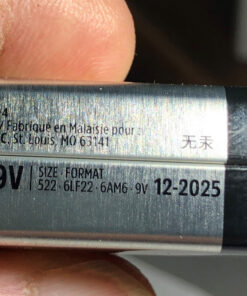 4
Fabriqué en Malaisie pour
C, St. Louis, MO 63141
无汞
9V SIZE · FORMAT
522 · 6LF22 · 6AM6 · 9V 12-2025